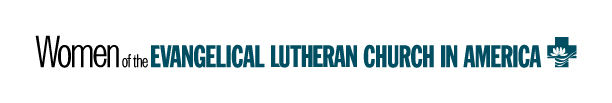 Women of the EVANGELICAL LUTHERAN CHURCH IN AMERICA